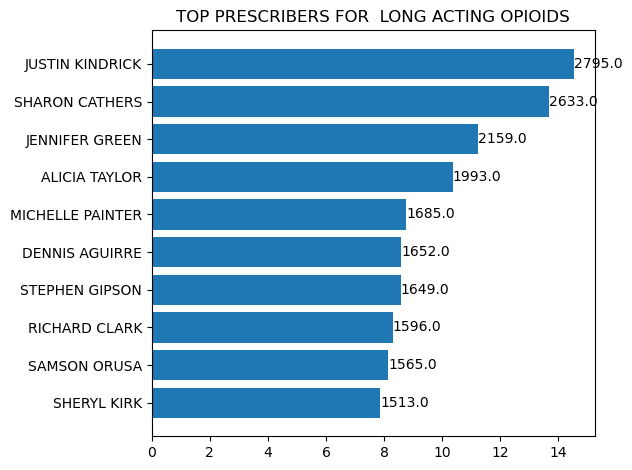 TOP PRESCRIBERS FOR  LONG ACTING OPIOIDS
JUSTIN KINDRICK 2795.0
SHARON CATHERS 2633.0
JENNIFER GREEN 2159.0
ALICIA TAYLOR 1993.0
MICHELLE PAINTER 1685.0
DENNIS AGUIRRE 1652.0
STEPHEN GIPSON 1649.0
RICHARD CLARK 1596.0
SAMSON ORUSA 1565.0
SHERYL KIRK 1513.0
0 2 4 6 8 10 12 14